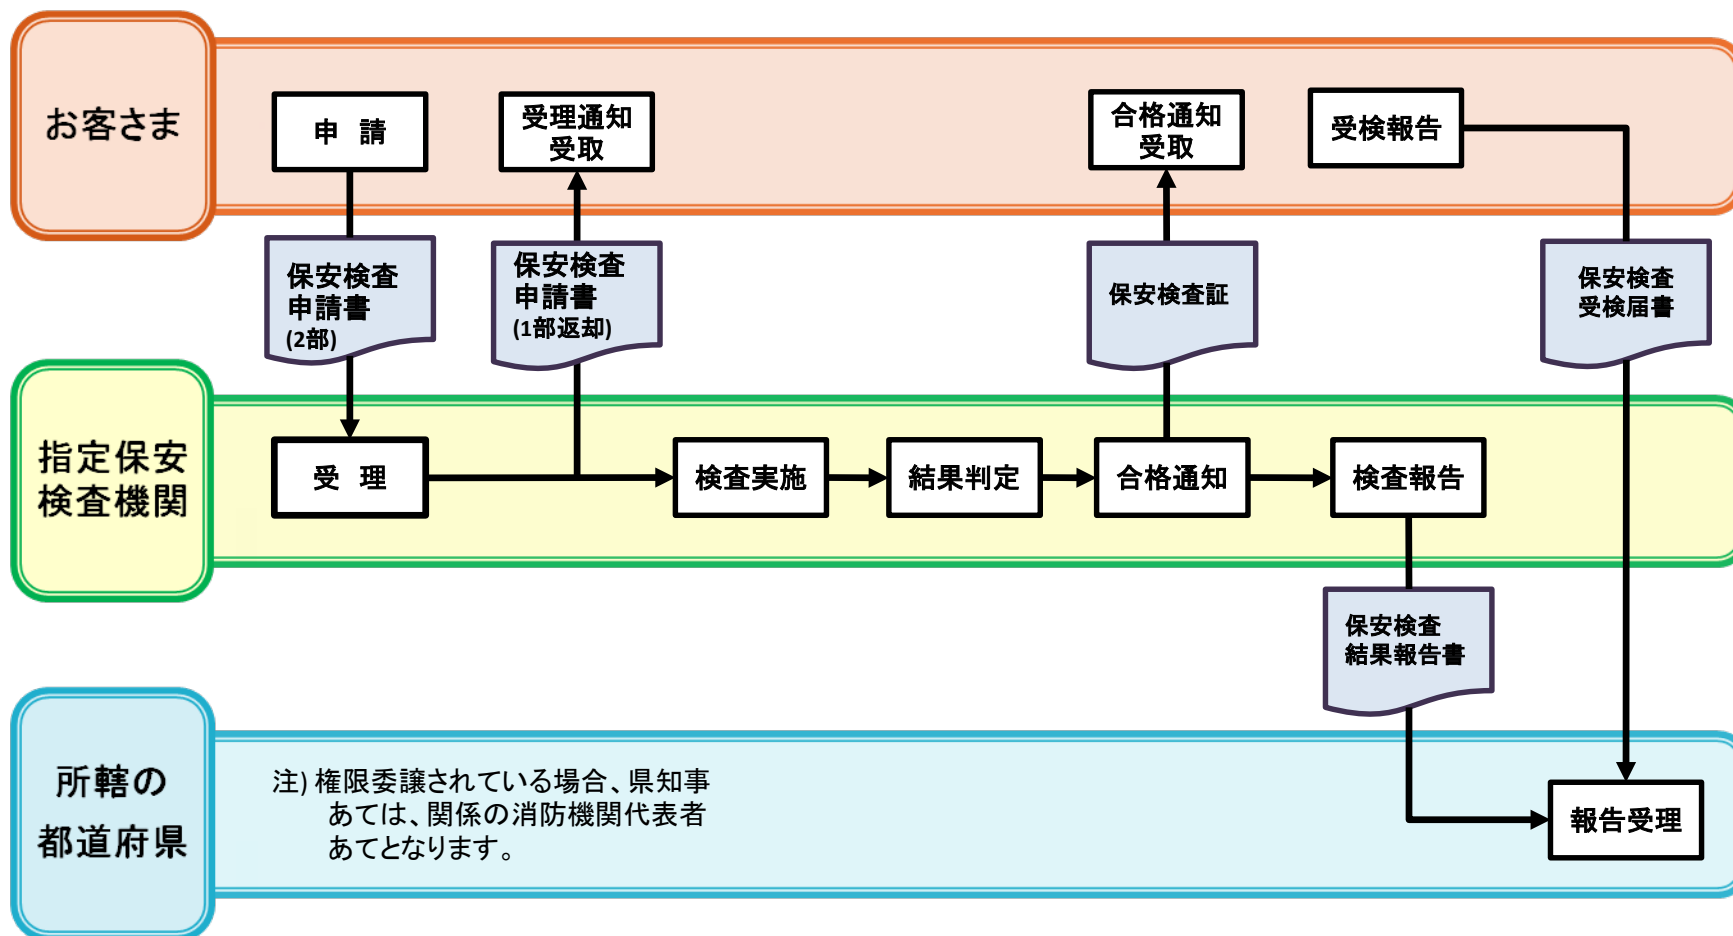 お客さま
申 請
受理通知
受取
合格通知
受取
受検報告
保安検査
申請書
(2部)
保安検査
申請書
(1部返却)
保安検査証
保安検査
受検届書
指定保安
検査機関
受 理
検査実施
結果判定
合格通知
検査報告
保安検査
結果報告書
所轄の
都道府県
注) 権限委譲されている場合、県知事
あては、関係の消防機関代表者
あてとなります。
報告受理